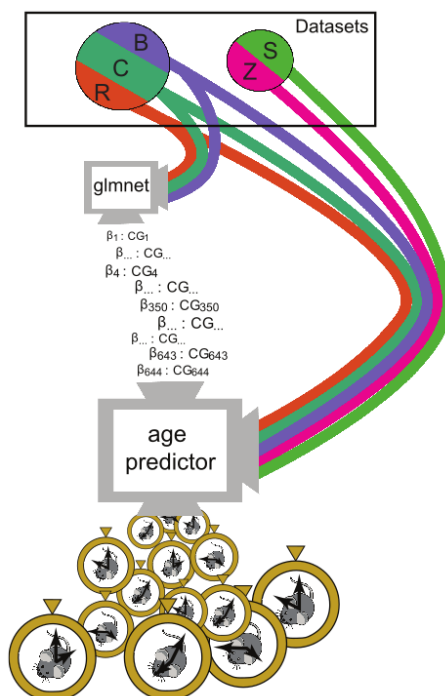 Datasets
B
S
C
Z
R
glmnet
β1 : CG1
β... : CG...
β4 : CG4
β... : CG...
β350 : CG350
β... : CG...
β... : CG...
β643 : CG643
β644 : CG644
age
predictor